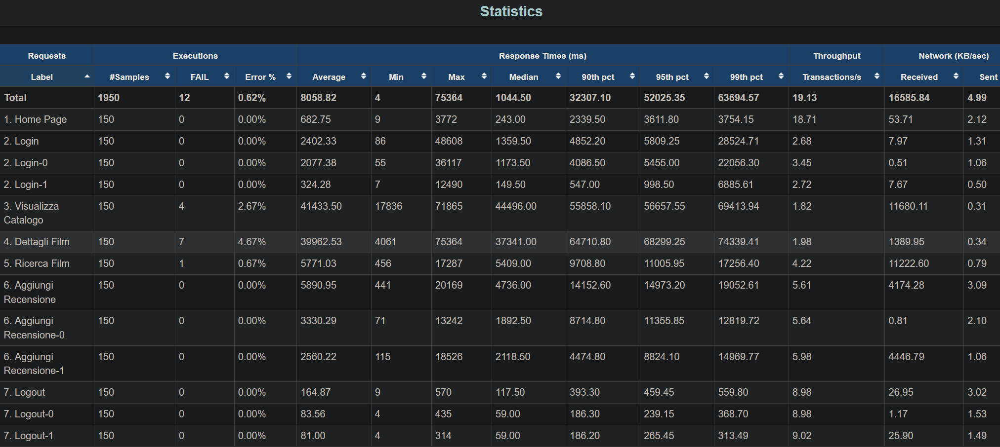 Statistics
Requests Executions Response Times (ms) Throughput Network (KB/sec)
Label #Samples FAIL Error % Average Min Max Median 90th pct 95th pct 99th pct Transactions/s Received Sent
Total 1950 12 0.62% 8058.82 4 75364 1044.50 32307.10 52025.35 63694.57 19.13 16585.84 4.99
1. Home Page 150 0 0.00% 682.75 9 3772 243.00 2339.50 3611.80 3754.15 18.71 53.71 2.12
2. Login 150 0 0.00% 2402.33 86 48608 1359.50 4852.20 5809.25 28524.71 2.68 7.97 1.31
2. Login-0 150 0 0.00% 2077.38 55 36117 1173.50 4086.50 5455.00 22056.30 3.45 0.51 1.06
2. Login-1 150 0 0.00% 324.28 7 12490 149.50 547.00 998.50 6885.61 2.72 7.67 0.50
3. Visualizza 150 4 2.67% 41433.50 17836 71865 44496.00 55858.10 56657.55 69413.94 1.82 11680.11 0.31
Catalogo
4. Dettagli Film 150 7 4.67% 39962.53 4061 75364 37341.00 64710.80 68299.25 74339.41 1.98 1389.95 0.34
5. Ricerca Film 150 1 0.67% 5771.03 456 17287 5409.00 9708.80 11005.95 17256.40 4.22 11222.60 0.79
6. Aggiungi 150 0 0.00% 5890.95 441 20169 4736.00 14152.60 14973.20 19052.61 5.61 4174.28 3.09
Recensione
6. Aggiungi 150 0 0.00% 3330.29 71 13242 1892.50 8714.80 11355.85 12819.72 5.64 0.81 2.10
Recensione-0
6. Aggiungi 150 0 0.00% 2560.22 115 18526 2118.50 4474.80 8824.10 14969.77 5.98 4446.79 1.06
Recensione-1
7. Logout 150 0 0.00% 164.87 9 570 117.50 393.30 459.45 559.80 8.98 26.95 3.02
7. Logout-0 150 0 0.00% 83.56 4 435 59.00 186.30 239.15 368.70 8.98 1.17 1.53
7. Logout-1 150 0 0.00% 81.00 4 314 59.00 186.20 265.45 313.49 9.02 25.90 1.49